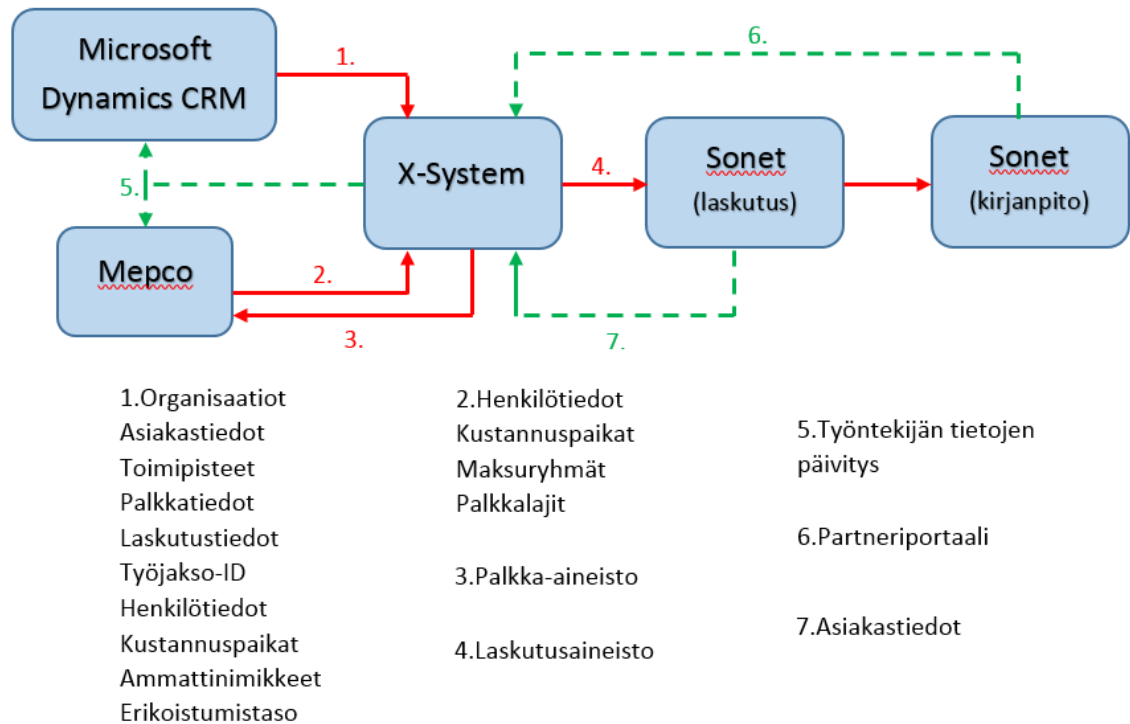 Microsoft
Dynamics CRM
1.
6.
X-System
4.
Sonet
(laskutus)
Sonet
(kirjanpito)
5.
Mepco
2.
3.
7.
1.Organisaatiot
Asiakastiedot
Toimipisteet
Palkkatiedot
Laskutustiedot
Työjakso-ID
Henkilötiedot
Kustannuspaikat
Ammattinimikkeet
Erikoistumistaso
2.Henkilötiedot
Kustannuspaikat
Maksuryhmät
Palkkalajit
3.Palkka-aineisto
4.Laskutusaineisto
5.Työntekijän tietojen
päivitys
6.Partneriportaali
7.Asiakastiedot